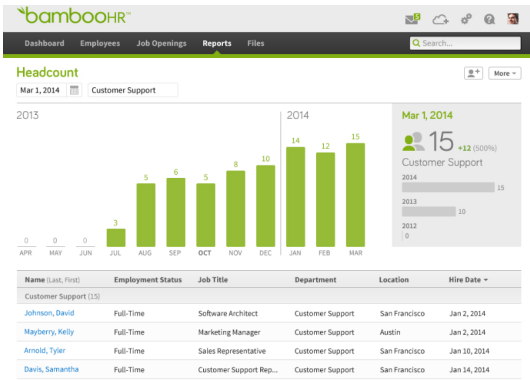 bambooHR™
5
Dashboard Employees Job Openings Reports Files
Search...
Headcount
More
Mar 1, 2014 Customer Support
2013 2014
Mar 1, 2014
15 +12 (500%)
Customer Support
2014
15
2013
10
2012
0
0 0 0 3 5 6 5 8 10 14 12 15
APR MAY JUN JUL AUG SEP OCT NOV DEC JAN FEB MAR
Name (Last, First) Employment Status Job Title Department Location Hire Date
Customer Support (15)
Johnson, David Full-Time Software Architect Customer Support San Francisco Jan 2, 2014
Mayberry, Kelly Full-Time Marketing Manager Customer Support Austin Jan 2, 2014
Arnold, Tyler Full-Time Sales Representative Customer Support San Francisco Jan 10, 2014
Davis, Samantha Full-Time Customer Support Rep... Customer Support San Francisco Jan 14, 2014